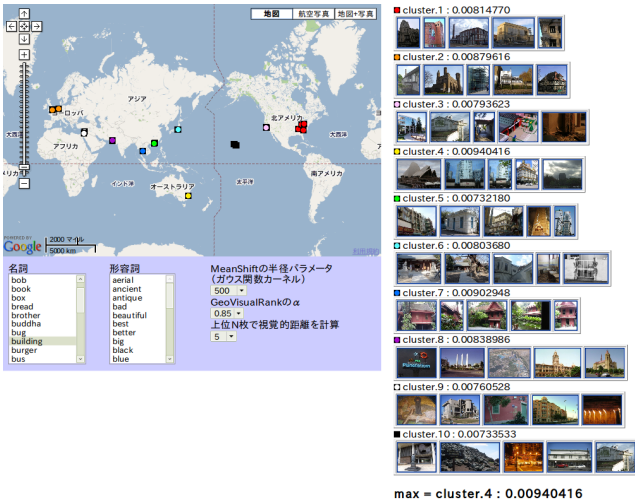 地図
航空写真
地図+写真
アジア
ヨーロッパ
北アメリカ
大西洋
大西洋
アフリカ
インド洋
オーストラリア
太平洋
南アメリカ
POWERED BY
Google
2000 マイル
5000 km
名詞
bob
book
box
bread
brother
buddha
bug
building
burger
bus
形容詞
aerial
ancient
antique
bad
beautiful
best
better
big
black
blue
MeanShiftの半径パラメータ
(ガウス関数カーネル)
500
GeoVisualRankのα
0.85
上位N枚で視覚的距離を計算
5
cluster.1 : 0.00814770
cluster.2 : 0.00879616
cluster.3 : 0.00793623
cluster.4 : 0.00940416
cluster.5 : 0.00732180
cluster.6 : 0.00803680
cluster.7 : 0.00902948
cluster.8 : 0.00838986
cluster.9 : 0.00760528
cluster.10 : 0.00733533
max = cluster.4 : 0.00940416